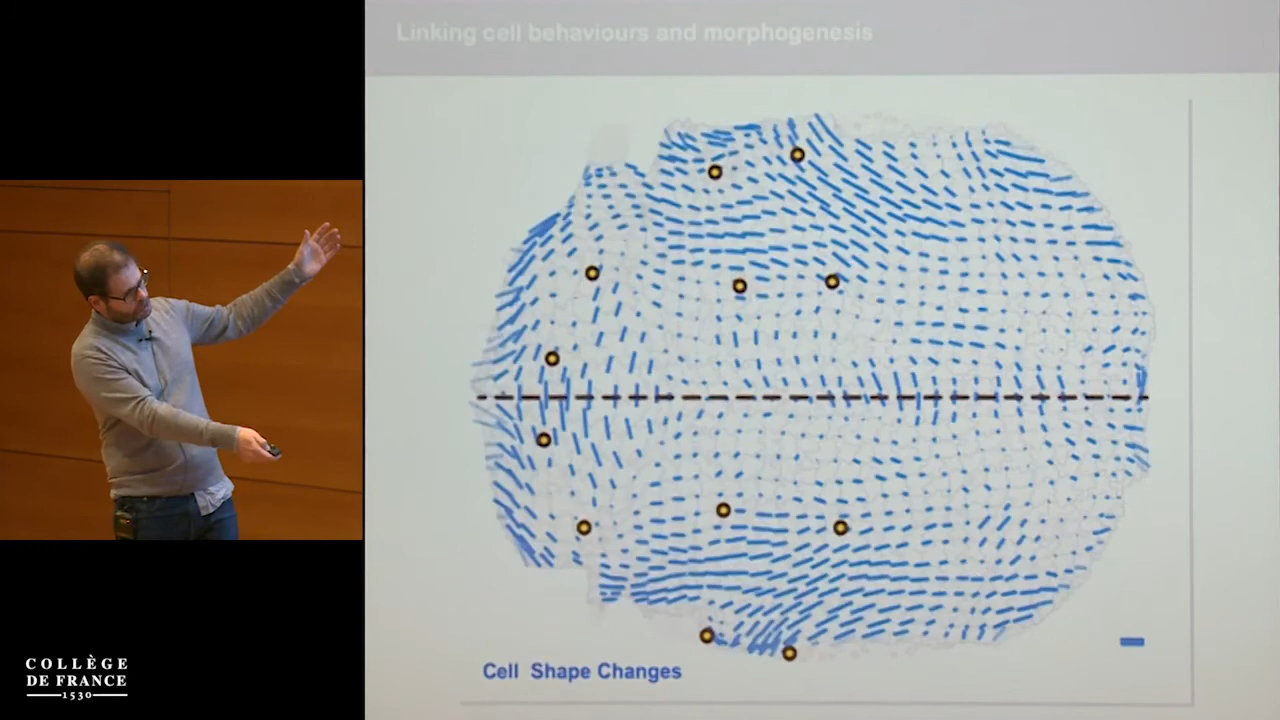 Linking cell behaviours and morphogenesis
Cell Shape Changes
COLLÈGE
DE FRANCE
1530